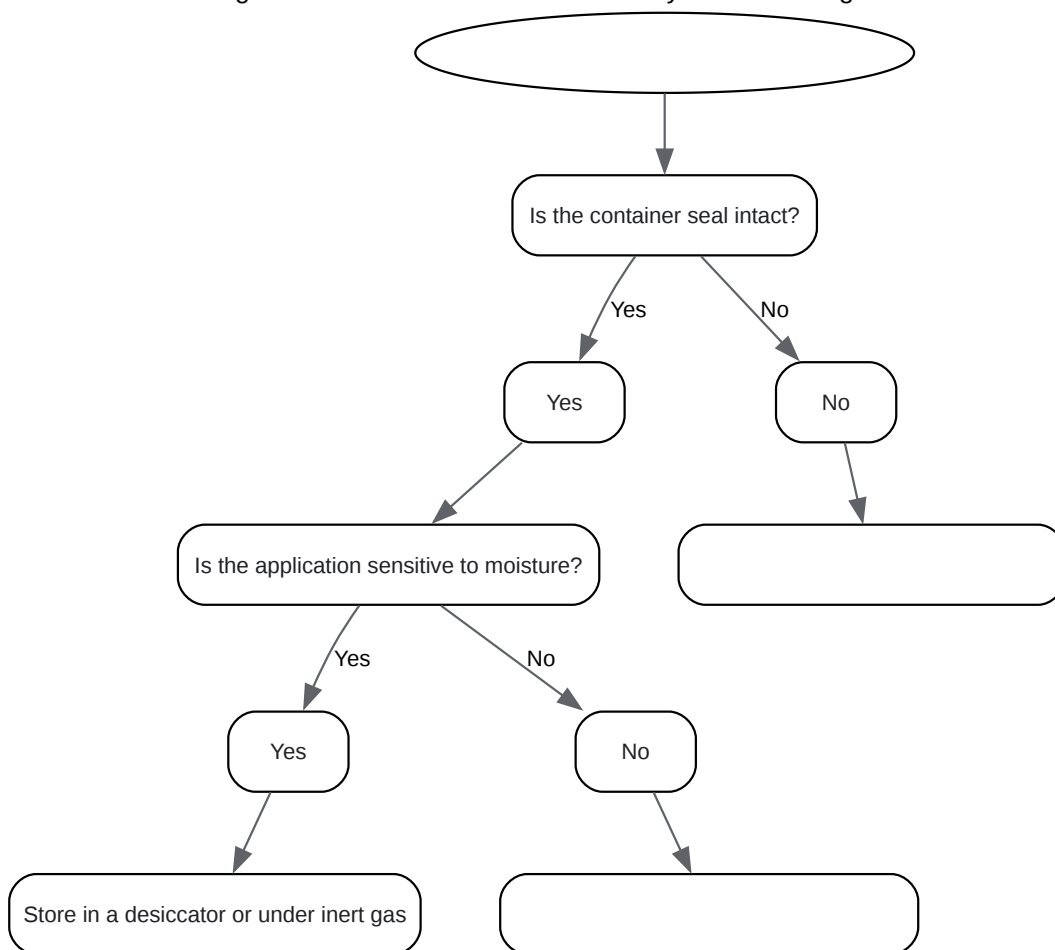 Is the container seal intact?
Yes
No
Yes
No
Is the application sensitive to moisture?
Yes
No
Yes
No
Store in a desiccator or under inert gas